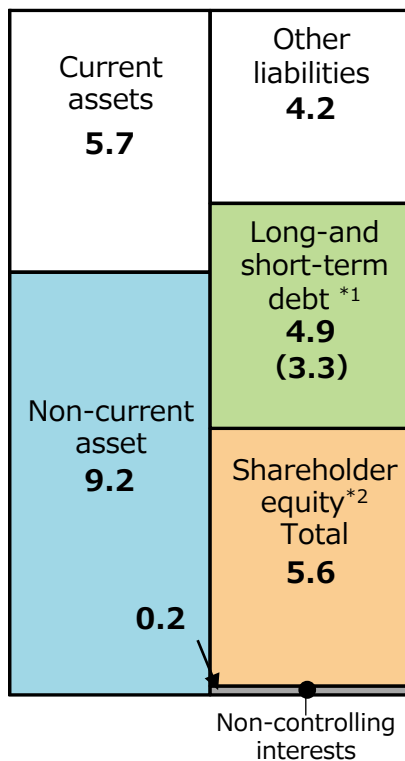 Current
assets
5.7
Non-current
asset
9.2
Other
liabilities
4.2
Long-and
short-term
debt *1
4.9
(3.3)
Shareholder
equity*2
Total
5.6
0.2
Non-controlling
interests